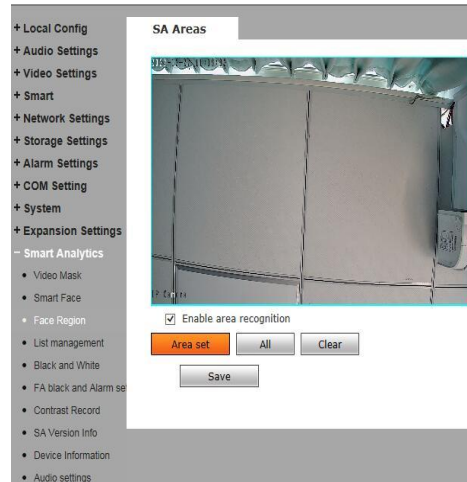 + Local Config
+ Audio Settings
+ Video Settings
+ Smart
+ Network Settings
+ Storage Settings
+ Alarm Settings
+ COM Setting
+ System
+ Expansion Settings
− Smart Analytics
• Video Mask
• Smart Face
• Face Region
• List management
• Black and White
• FA black and Alarm se
• Contrast Record
• SA Version Info
• Device Information
• Audio settings
SA Areas
Enable area recognition
Area set All Clear
Save